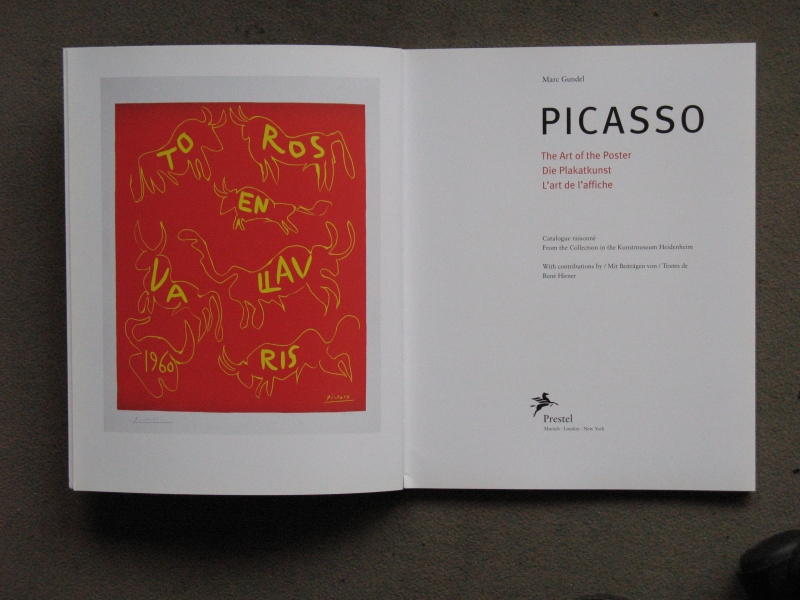 TO ROS
EN
VA LLAU
1960 RIS
Picasso
Marc Gundel
PICASSO
The Art of the Poster
Die Plakatkunst
L'art de l'affiche
Catalogue raisonné
From the Collection in the Kunstmuseum Heidenheim
With contributions by / Mit Beiträgen von / Textes de
René Hirner
Prestel
Munich · London · New York